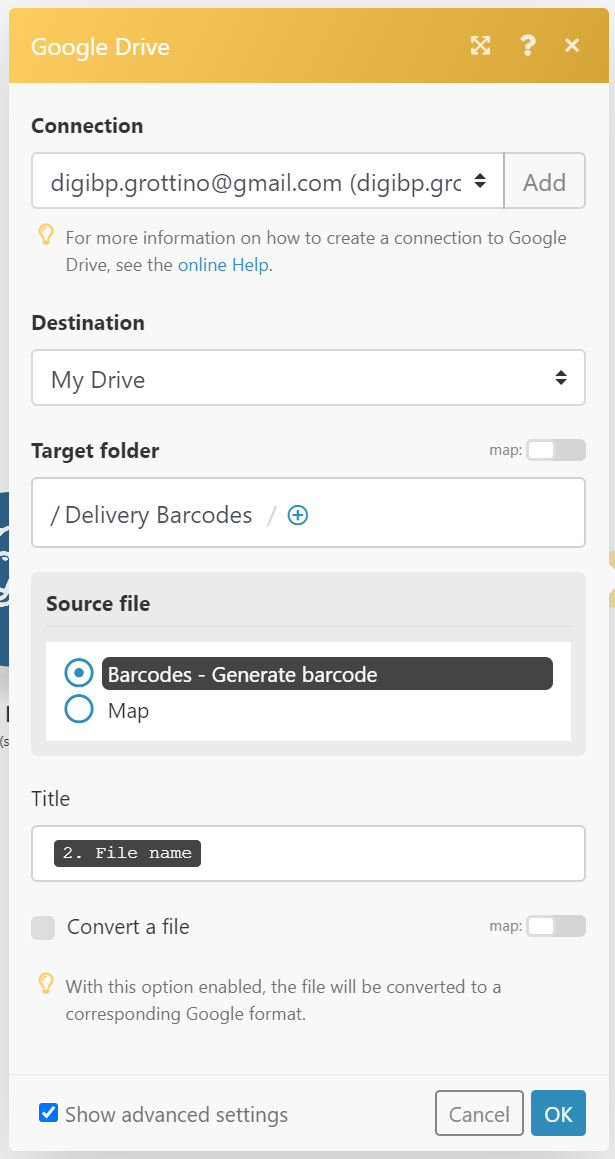 Google Drive
Connection
digibp.grottino@gmail.com (digibp.grc
Add
For more information on how to create a connection to Google
Drive, see the online Help.
Destination
My Drive
Target folder
map:
/ Delivery Barcodes /
Source file
Barcodes - Generate barcode
Map
Title
2. File name
Convert a file
map:
With this option enabled, the file will be converted to a
corresponding Google format.
Show advanced settings
Cancel
OK